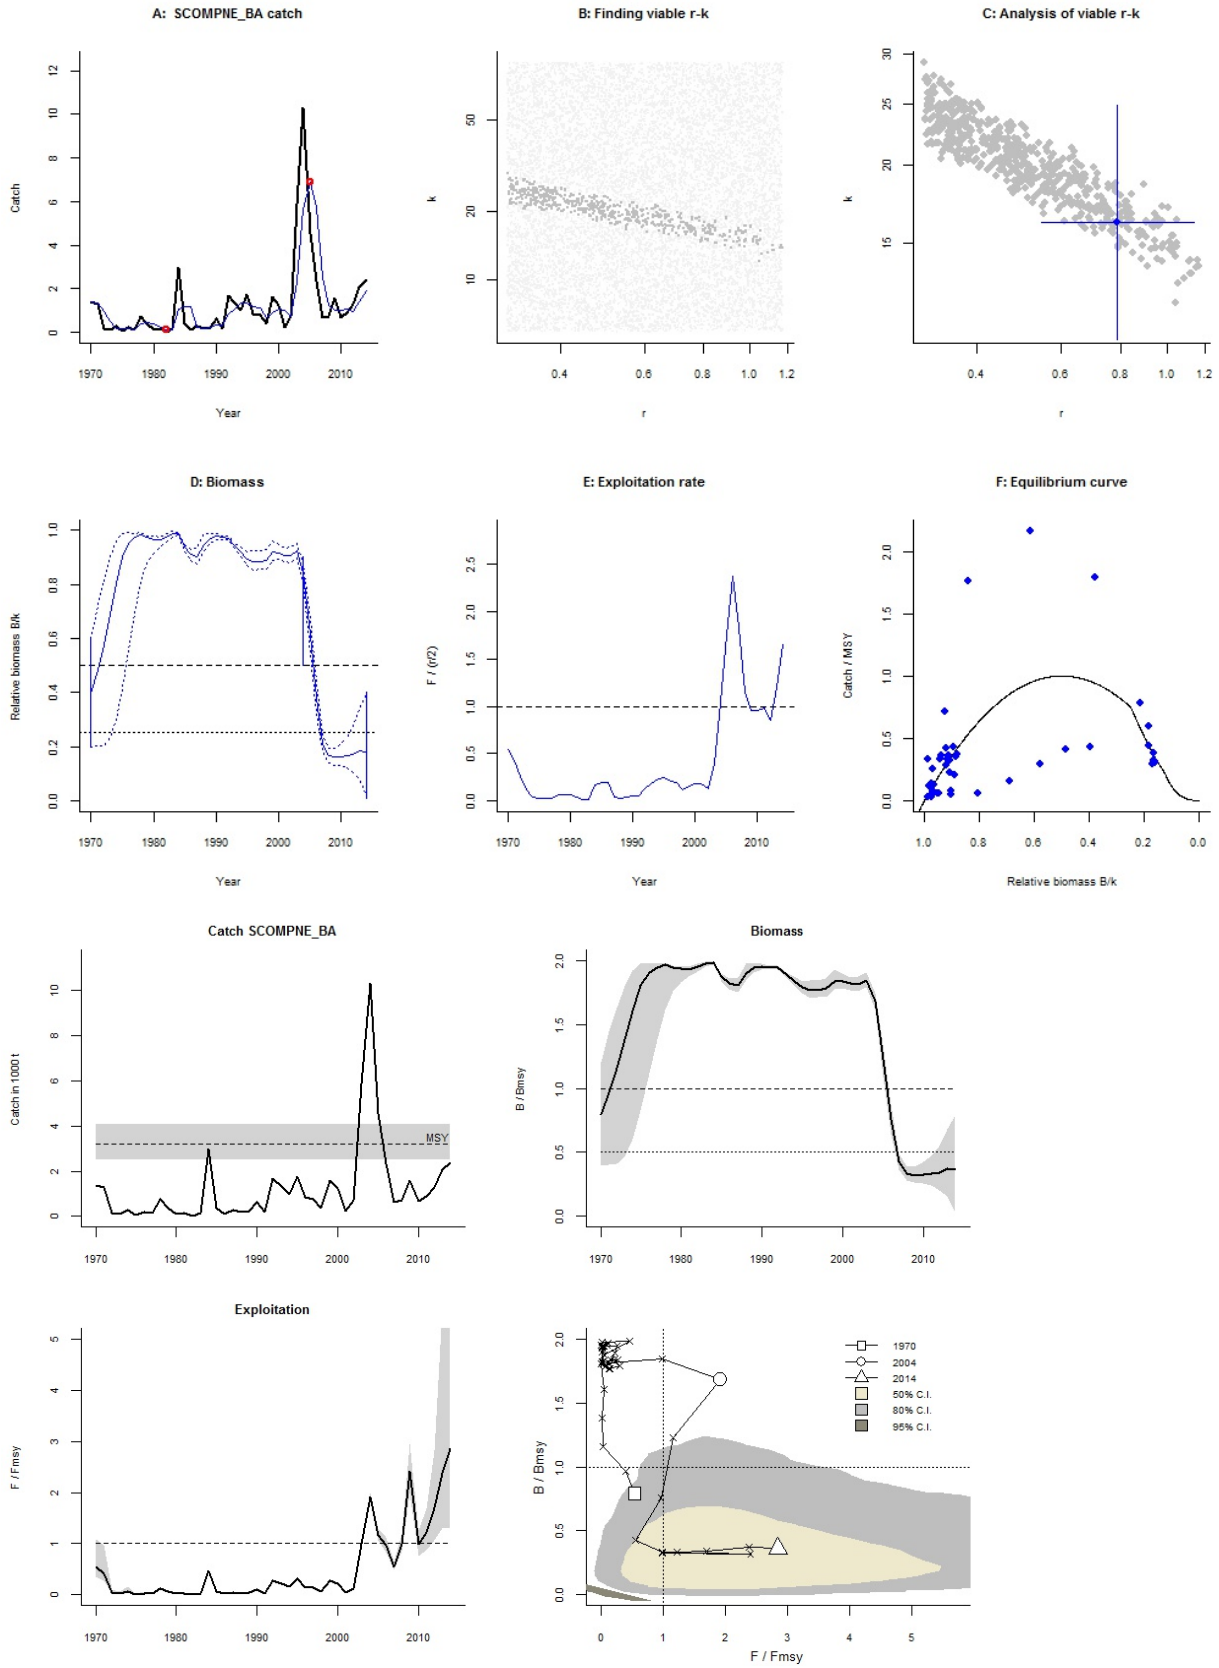 A: SCOMPNE_BA catch
B: Finding viable r-k
C: Analysis of viable r-k
Catch
0 2 4 6 8 10 12
1970 1980 1990 2000 2010
Year
k
10 20 50
0.4 0.6 0.8 1.0 1.2
r
k
15 20 25 30
0.4 0.6 0.8 1.0 1.2
r
D: Biomass
E: Exploitation rate
F: Equilibrium curve
Relative biomass B/k
0.0 0.2 0.4 0.6 0.8 1.0
1970 1980 1990 2000 2010
Year
F / (r/2)
0.0 0.5 1.0 1.5 2.0 2.5
1970 1980 1990 2000 2010
Year
Catch / MSY
0.0 0.5 1.0 1.5 2.0
1.0 0.8 0.6 0.4 0.2 0.0
Relative biomass B/k
Catch SCOMPNE_BA
Biomass
Catch in 1000 t
0 2 4 6 8 10
MSY
1970 1980 1990 2000 2010
B / Bmsy
0.0 0.5 1.0 1.5 2.0
1970 1980 1990 2000 2010
Exploitation
F / Fmsy
0 1 2 3 4 5
1970 1980 1990 2000 2010
B / Bmsy
0.0 0.5 1.0 1.5 2.0
1970
2004
2014
50% C.I.
80% C.I.
95% C.I.
0 1 2 3 4 5
F / Fmsy